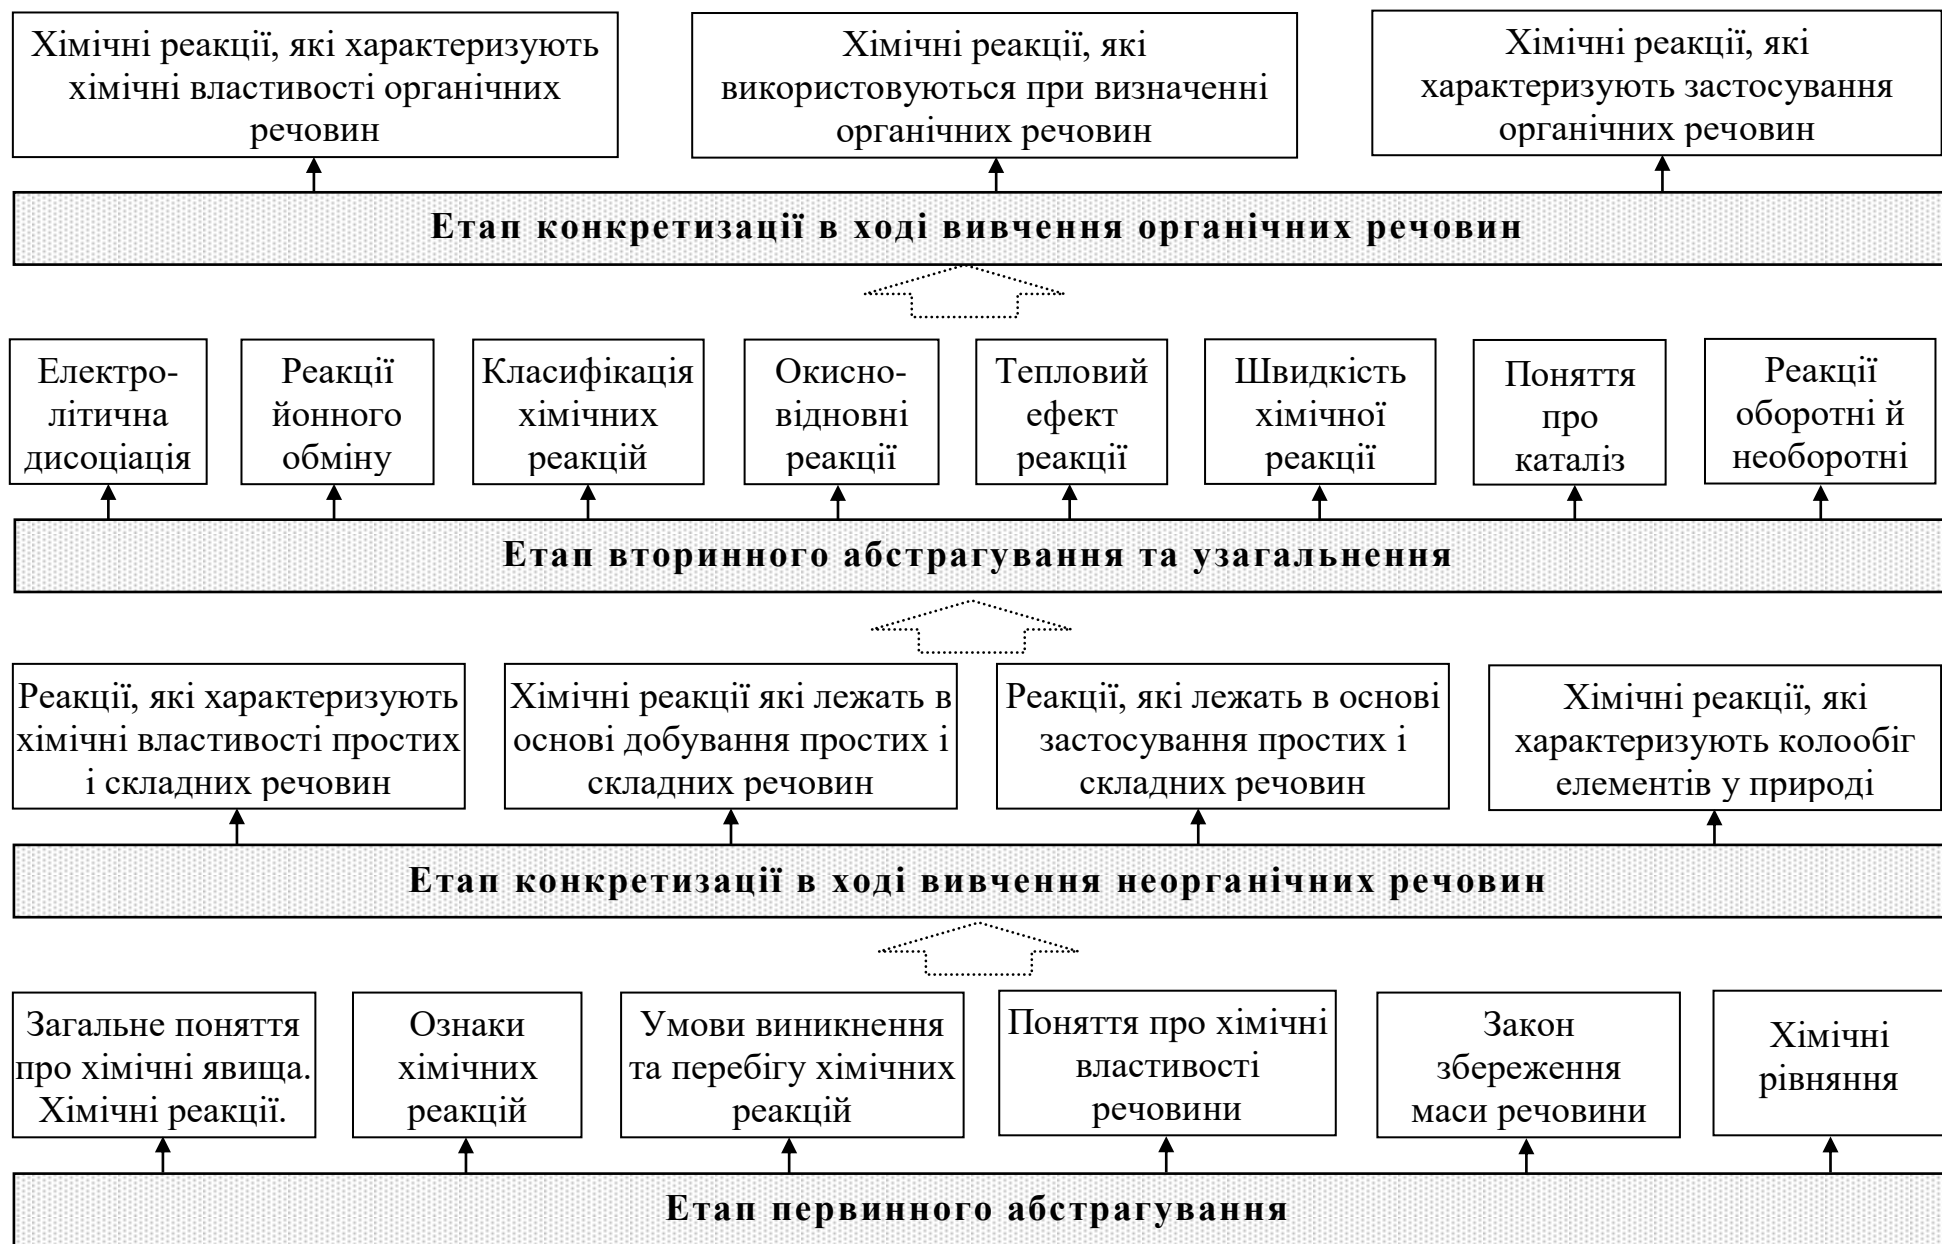 Хімічні реакції, які характеризують
хімічні властивості органічних
речовин
Хімічні реакції, які
використовуються при визначенні
органічних речовин
Хімічні реакції, які
характеризують застосування
органічних речовин
Етап конкретизації в ході вивчення органічних речовин
Електро-
літична
дисоціація
Реакції
йонного
обміну
Класифікація
хімічних
реакцій
Окисно-
відновні
реакції
Тепловий
ефект
реакції
Швидкість
хімічної
реакції
Поняття
про
каталіз
Реакції
оборотні й
необоротні
Етап вторинного абстрагування та узагальнення
Реакції, які характеризують
хімічні властивості простих
і складних речовин
Хімічні реакції які лежать в
основі добування простих і
складних речовин
Реакції, які лежать в основі
застосування простих і
складних речовин
Хімічні реакції, які
характеризують колообіг
елементів у природі
Етап конкретизації в ході вивчення неорганічних речовин
Загальне поняття
про хімічні явища.
Хімічні реакції.
Ознаки
хімічних
реакцій
Умови виникнення
та перебігу хімічних
реакцій
Поняття про хімічні
властивості
речовини
Закон
збереження
маси речовини
Хімічні
рівняння
Етап первинного абстрагування